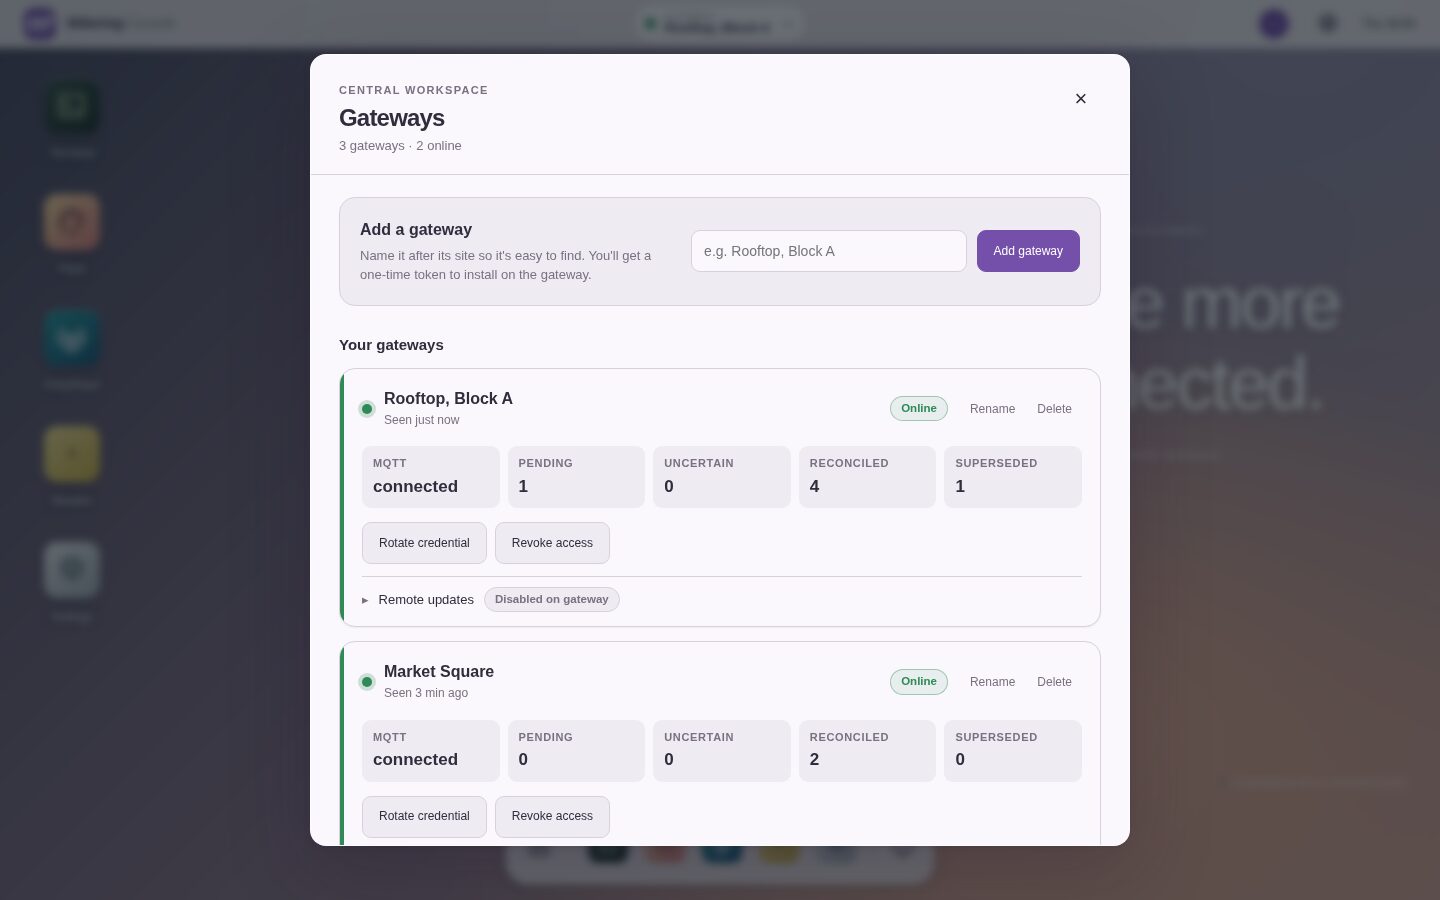 CENTRAL WORKSPACE
Gateways
3 gateways · 2 online
×
Add a gateway
Name it after its site so it's easy to find. You'll get a
one-time token to install on the gateway.
e.g. Rooftop, Block A
Add gateway
Your gateways
Rooftop, Block A
Seen just now
Online
Rename
Delete
MQTT
connected
PENDING
1
UNCERTAIN
0
RECONCILED
4
SUPERSEDED
1
Rotate credential
Revoke access
▸ Remote updates
Disabled on gateway
Market Square
Seen 3 min ago
Online
Rename
Delete
MQTT
connected
PENDING
0
UNCERTAIN
0
RECONCILED
2
SUPERSEDED
0
Rotate credential
Revoke access
e more
ected.